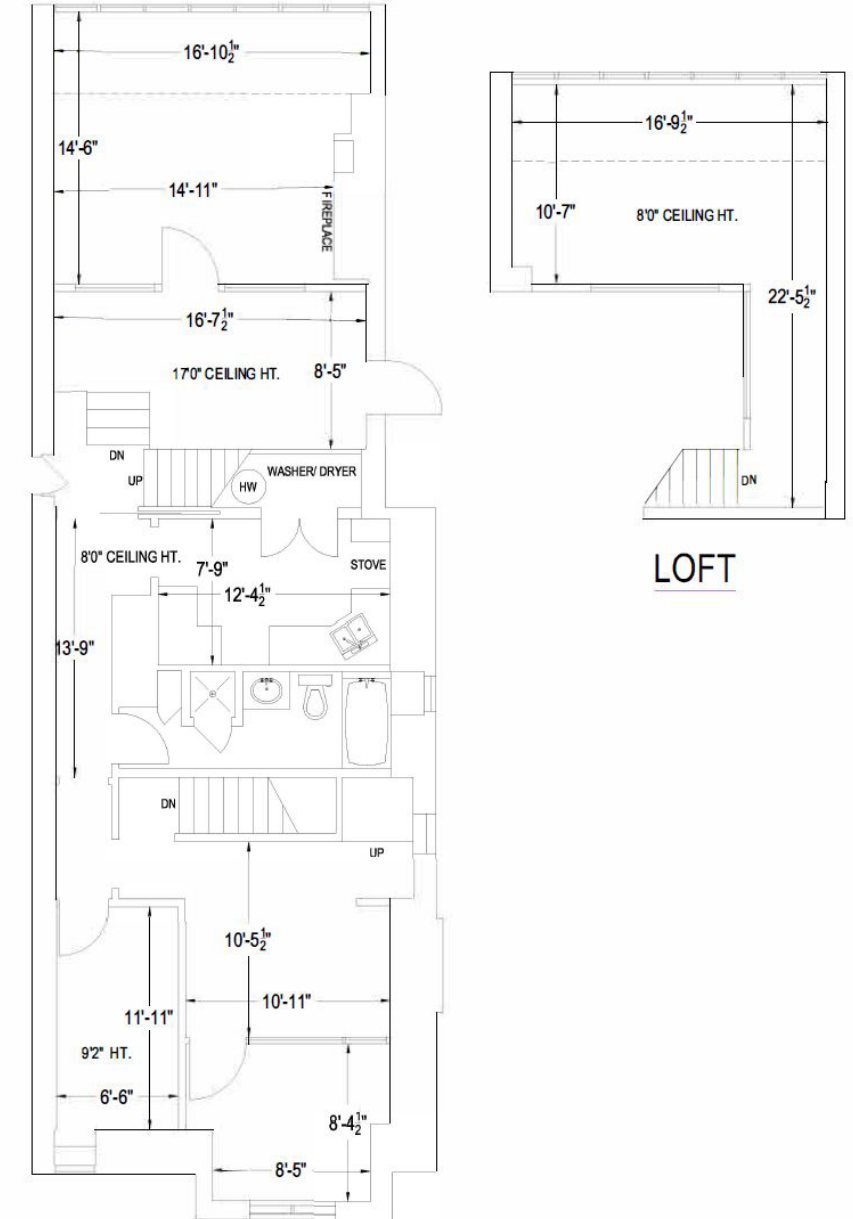 16'-10½"
14'-6"
14'-11"
FIREPLACE
16'-7½"
17'0" CEILING HT.
8'-5"
DN
UP
HW
WASHER/ DRYER
8'0" CEILING HT.
7'-9"
STOVE
12'-4½"
13'-9"
DN
UP
10'-5½"
10'-11"
11'-11"
9'2" HT.
6'-6"
8'-4½"
8'-5"
16'-9½"
10'-7"
8'0" CEILING HT.
22'-5½"
DN
LOFT